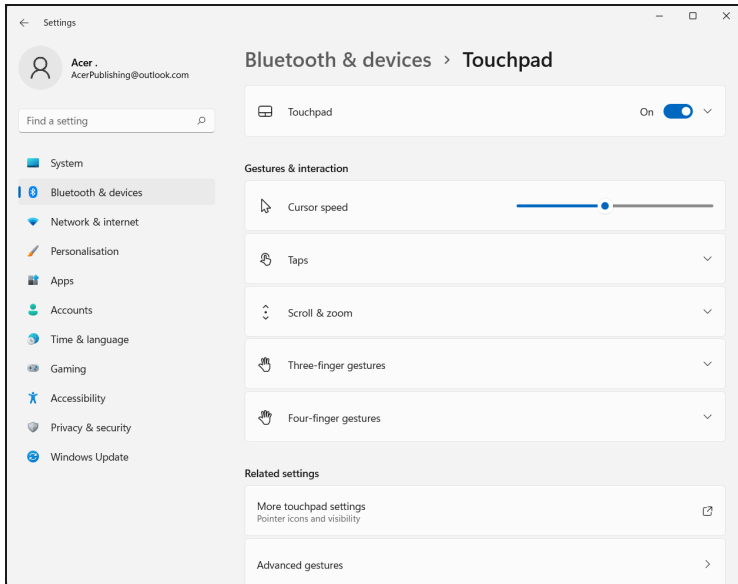 Settings
Acer .
AcerPublishing@outlook.com
Find a setting
System
Bluetooth & devices
Network & internet
Personalisation
Apps
Accounts
Time & language
Gaming
Accessibility
Privacy & security
Windows Update
Bluetooth & devices > Touchpad
Touchpad On
Gestures & interaction
Cursor speed
Taps
Scroll & zoom
Three-finger gestures
Four-finger gestures
Related settings
More touchpad settings
Pointer icons and visibility
Advanced gestures